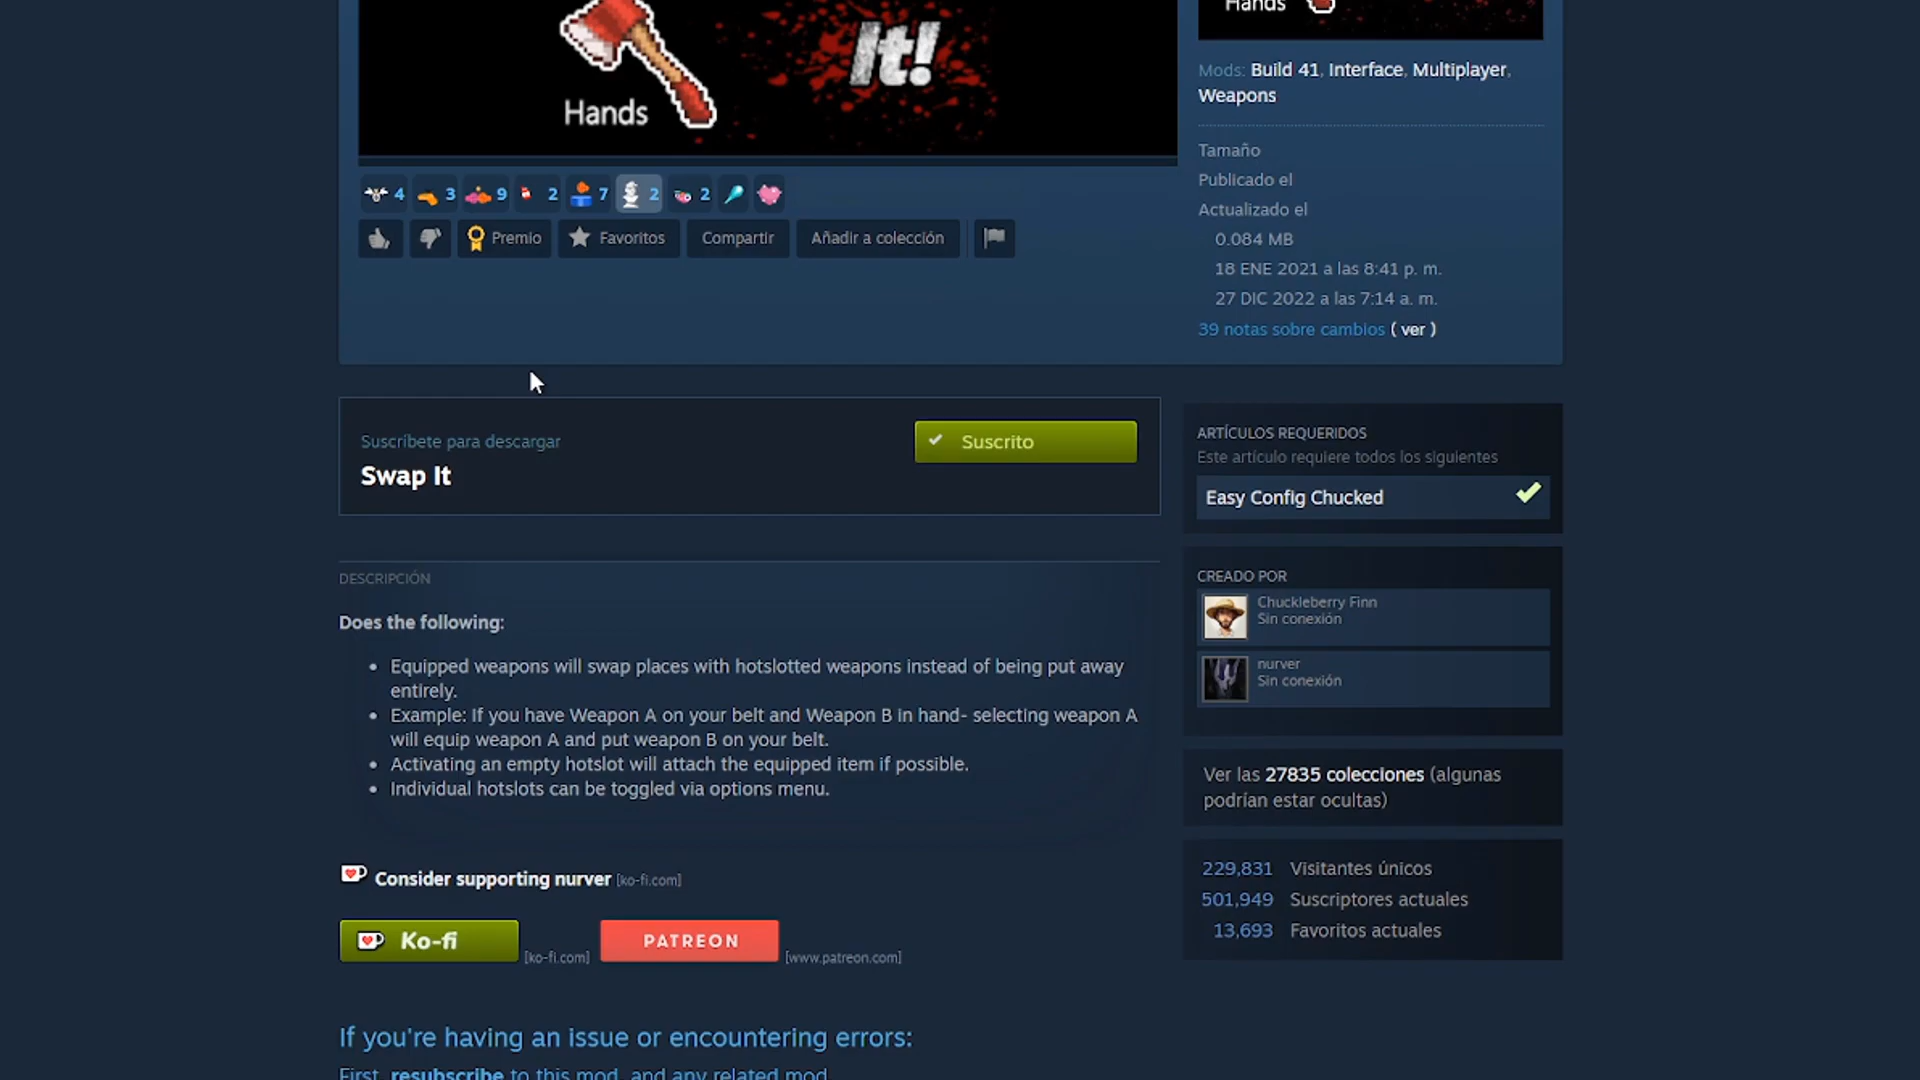 Hands
It!
Hands
Mods: Build 41, Interface, Multiplayer,
Weapons
4 3 9 2 7 2 2
Premio
Favoritos
Compartir
Añadir a colección
Tamaño
Publicado el
Actualizado el
0.084 MB
18 ENE 2021 a las 8:41 p. m.
27 DIC 2022 a las 7:14 a. m.
39 notas sobre cambios ( ver )
Suscríbete para descargar
Swap It
Suscrito
DESCRIPCIÓN
Does the following:
• Equipped weapons will swap places with hotslotted weapons instead of being put away
entirely.
• Example: If you have Weapon A on your belt and Weapon B in hand- selecting weapon A
will equip weapon A and put weapon B on your belt.
• Activating an empty hotslot will attach the equipped item if possible.
• Individual hotslots can be toggled via options menu.
Consider supporting nurver [ko-fi.com]
Ko-fi [ko-fi.com] PATREON [www.patreon.com]
If you're having an issue or encountering errors:
First, resubscribe to this mod, and any related mod.
ARTÍCULOS REQUERIDOS
Este artículo requiere todos los siguientes
Easy Config Chucked
CREADO POR
Chuckleberry Finn
Sin conexión
nurver
Sin conexión
Ver las 27835 colecciones (algunas
podrían estar ocultas)
229,831 Visitantes únicos
501,949 Suscriptores actuales
13,693 Favoritos actuales